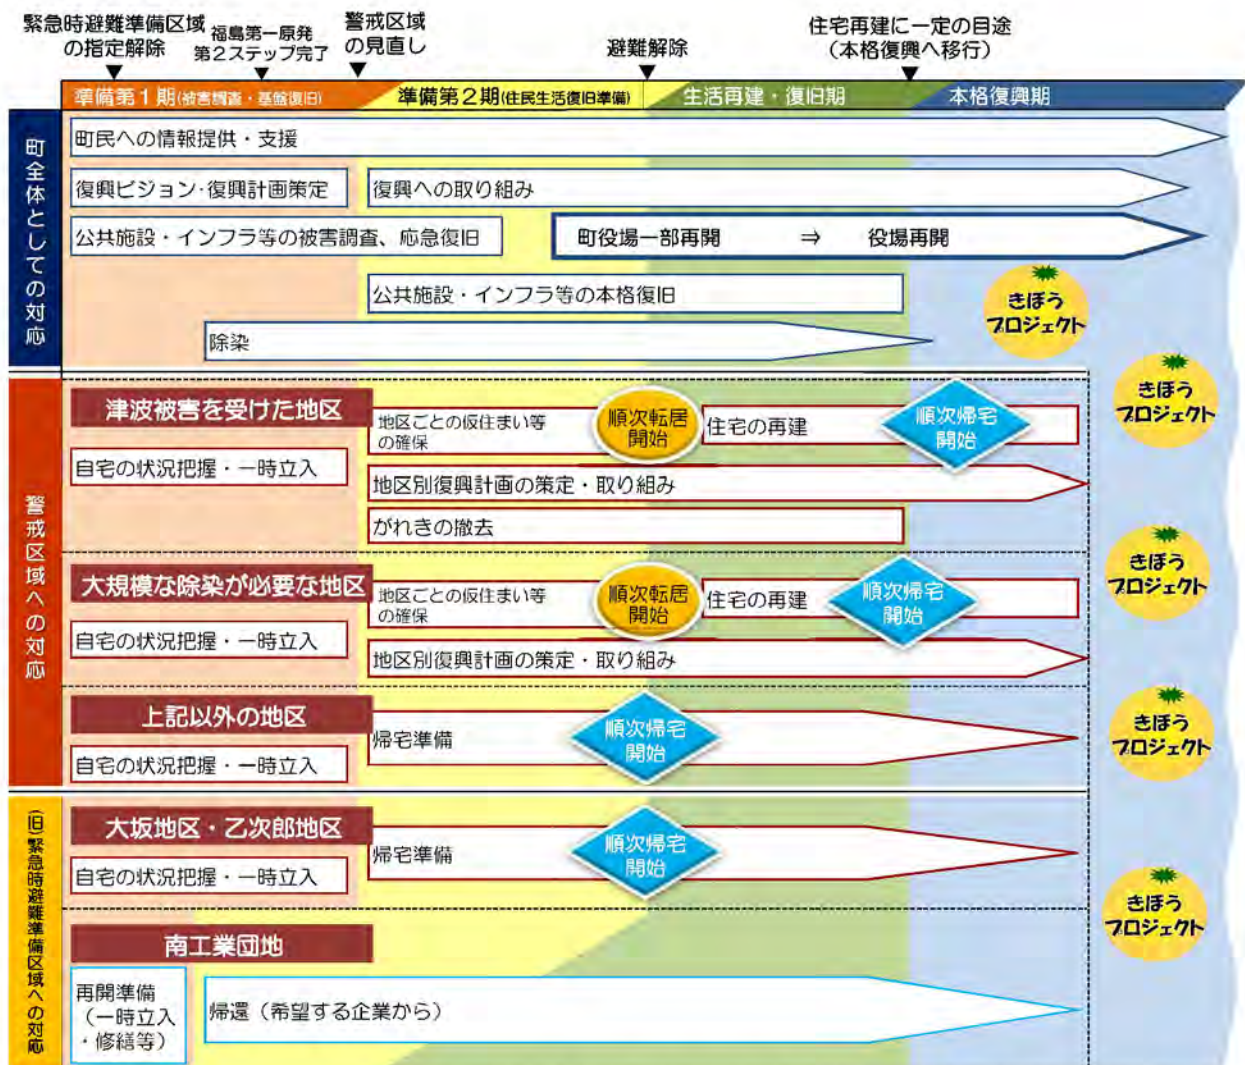 緊急時避難準備区域
の指定解除
福島第一原発
第2ステップ完了
警戒区域
の見直し
避難解除
住宅再建に一定の目途
(本格復興へ移行)
準備第1期(被害調査・基盤復旧)
準備第2期(住民生活復旧準備)
生活再建・復旧期
本格復興期
町全体としての対応
町民への情報提供・支援
復興ビジョン・復興計画策定
復興への取り組み
公共施設・インフラ等の被害調査、応急復旧
町役場一部再開 ⇒ 役場再開
公共施設・インフラ等の本格復旧
除染
きぼう
プロジェクト
警戒区域への対応
津波被害を受けた地区
自宅の状況把握・一時立入
地区ごとの仮住まい等
の確保
順次転居
開始
住宅の再建
順次帰宅
開始
地区別復興計画の策定・取り組み
がれきの撤去
きぼう
プロジェクト
大規模な除染が必要な地区
自宅の状況把握・一時立入
地区ごとの仮住まい等
の確保
順次転居
開始
住宅の再建
順次帰宅
開始
地区別復興計画の策定・取り組み
きぼう
プロジェクト
上記以外の地区
自宅の状況把握・一時立入
帰宅準備
順次帰宅
開始
きぼう
プロジェクト
(旧)緊急時避難準備区域への対応
大坂地区・乙次郎地区
自宅の状況把握・一時立入
帰宅準備
順次帰宅
開始
きぼう
プロジェクト
南工業団地
再開準備
(一時立入
・修繕等)
帰還(希望する企業から)